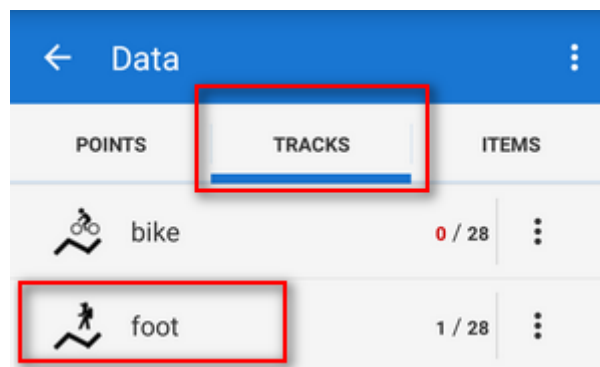 Data
POINTS TRACKS ITEMS
bike 0 / 28
foot 1 / 28